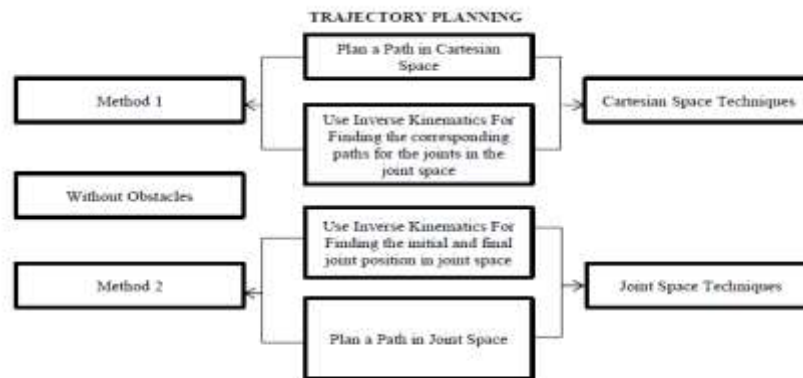 TRAJECTORY PLANNING
Plan a Path in Cartesian
Space
Method 1
Cartesian Space Techniques
Use Inverse Kinematics For
Finding the corresponding
paths for the joints in the
joint space
Without Obstacles
Use Inverse Kinematics For
Finding the initial and final
joint position in joint space
Method 2
Joint Space Techniques
Plan a Path in Joint Space